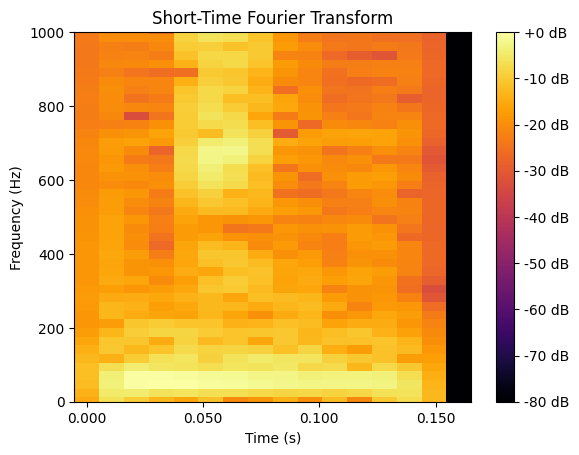 Short-Time Fourier Transform
1000
800
600
400
200
0
Frequency (Hz)
0.000
0.050
0.100
0.150
Time (s)
+0 dB
-10 dB
-20 dB
-30 dB
-40 dB
-50 dB
-60 dB
-70 dB
-80 dB